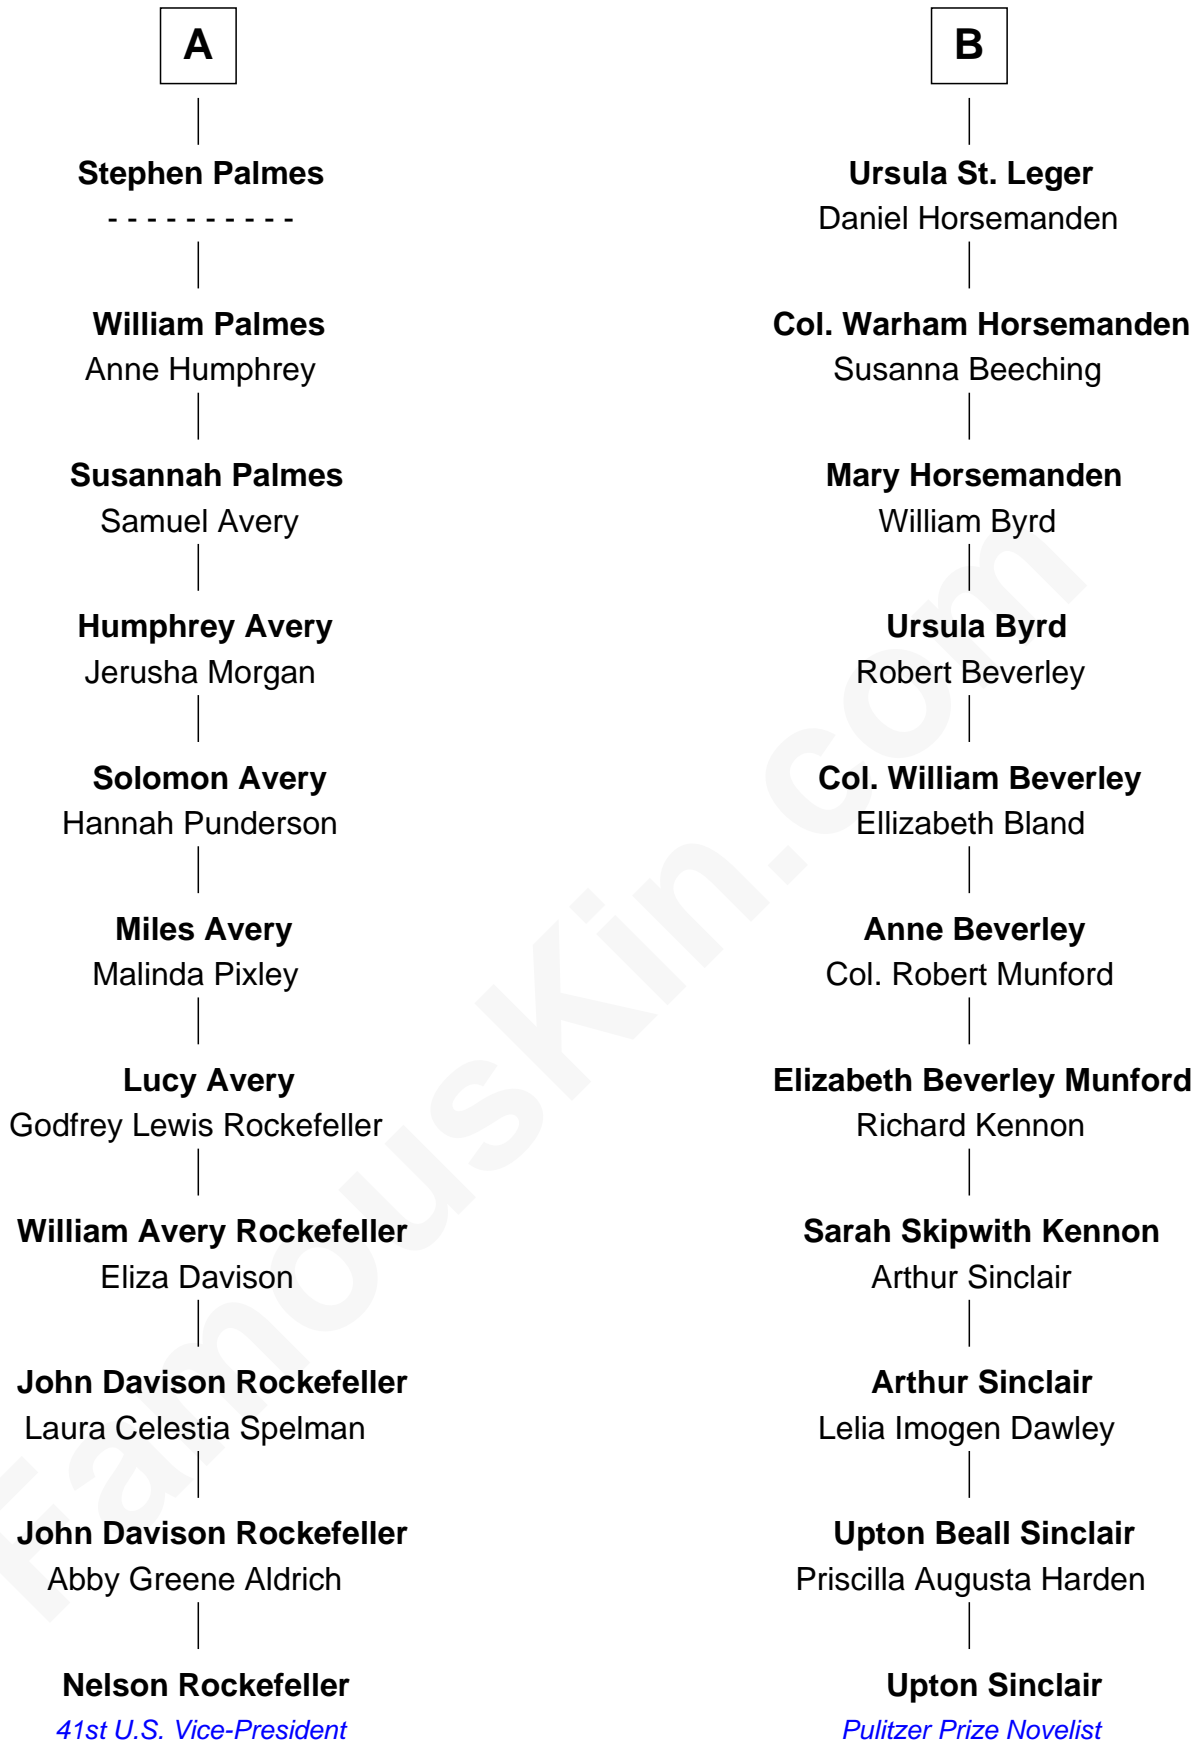 A
Stephen Palmes
- - - - - - - - - -
William Palmes
Anne Humphrey
Susannah Palmes
Samuel Avery
Humphrey Avery
Jerusha Morgan
Solomon Avery
Hannah Punderson
Miles Avery
Malinda Pixley
Lucy Avery
Godfrey Lewis Rockefeller
William Avery Rockefeller
Eliza Davison
John Davison Rockefeller
Laura Celestia Spelman
John Davison Rockefeller
Abby Greene Aldrich
Nelson Rockefeller
41st U.S. Vice-President
B
Ursula St. Leger
Daniel Horsemanden
Col. Warham Horsemanden
Susanna Beeching
Mary Horsemanden
William Byrd
Ursula Byrd
Robert Beverley
Col. William Beverley
Ellizabeth Bland
Anne Beverley
Col. Robert Munford
Elizabeth Beverley Munford
Richard Kennon
Sarah Skipwith Kennon
Arthur Sinclair
Arthur Sinclair
Lelia Imogen Dawley
Upton Beall Sinclair
Priscilla Augusta Harden
Upton Sinclair
Pulitzer Prize Novelist
FamousKin.com